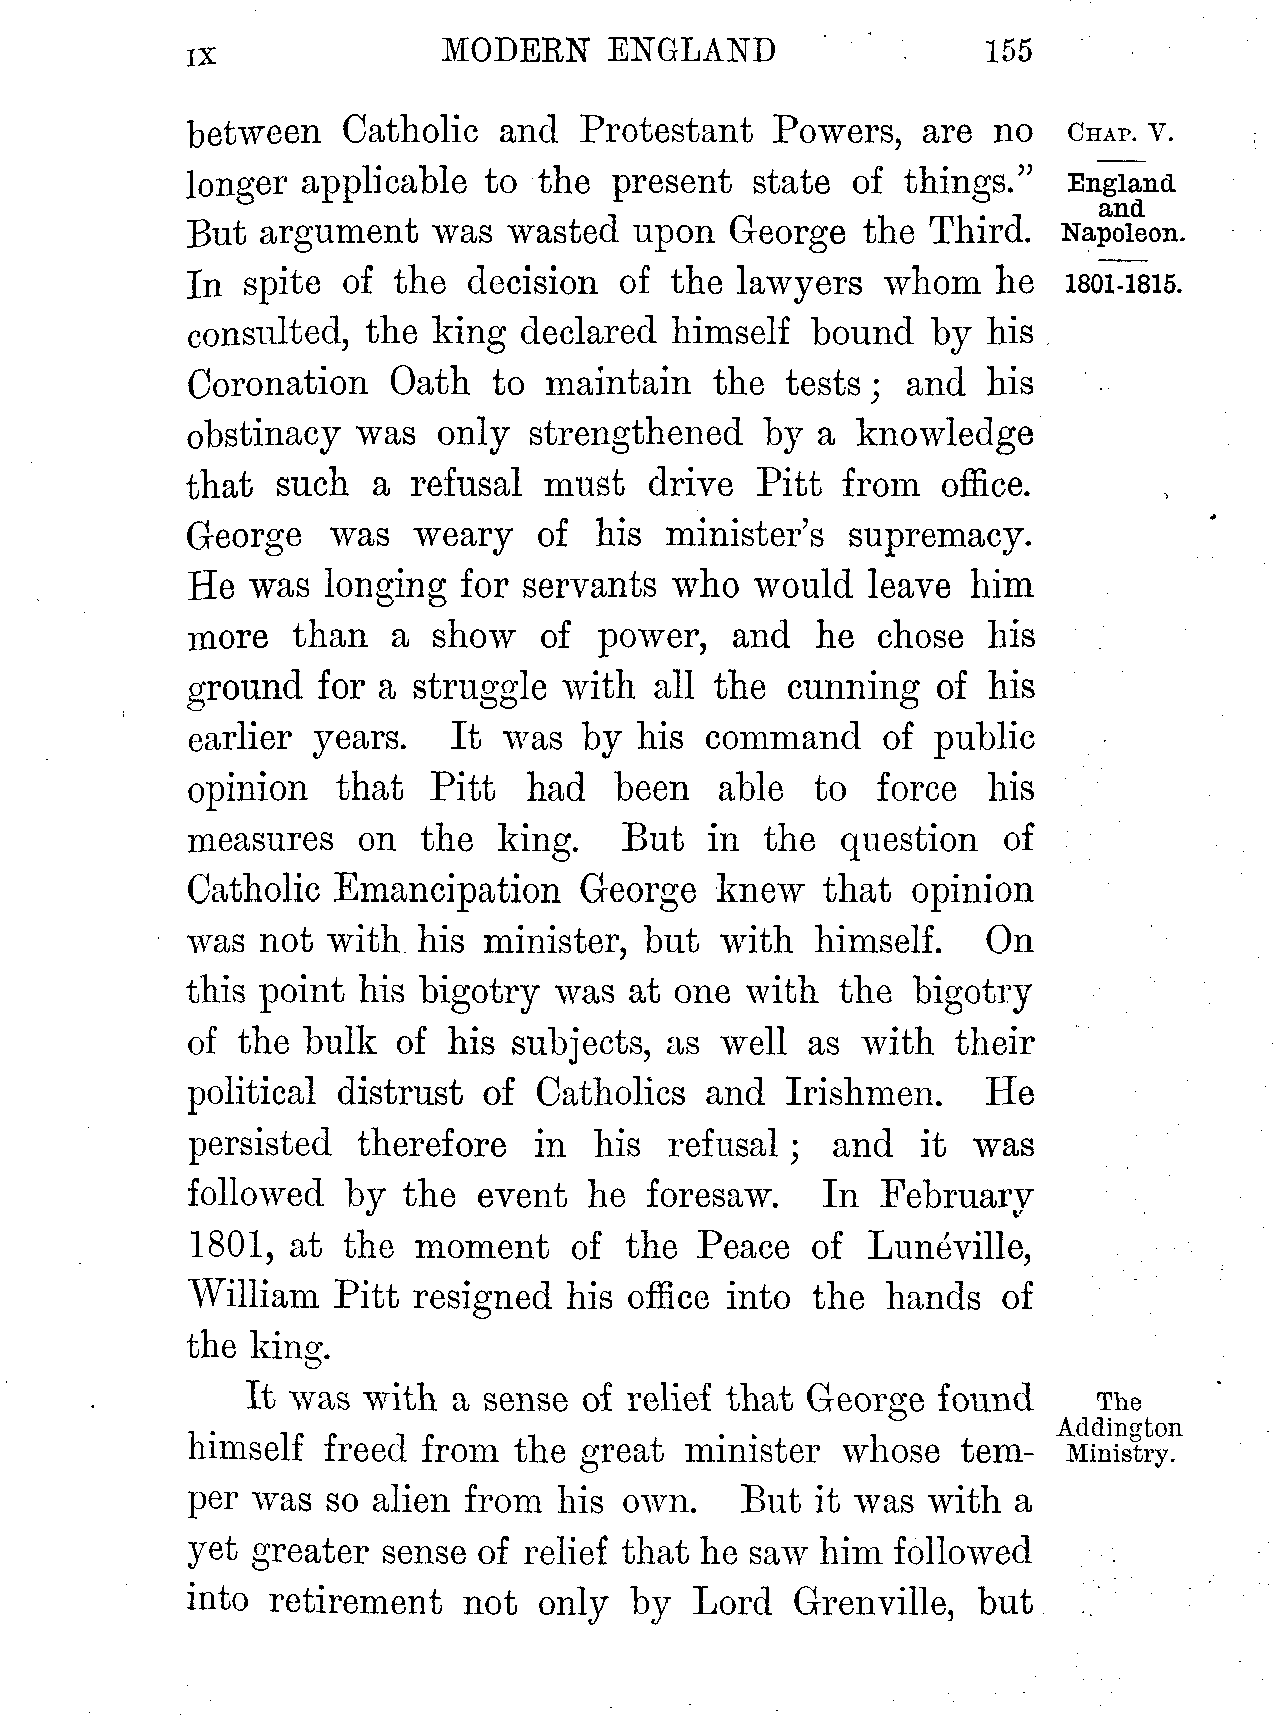 IX MODERN ENGLAND 155
between Catholic and Protestant Powers, are no
longer applicable to the present state of things.”
But argument was wasted upon George the Third.
In spite of the decision of the lawyers whom he
consulted, the king declared himself bound by his
Coronation Oath to maintain the tests ; and his
obstinacy was only strengthened by a knowledge
that such a refusal must drive Pitt from office.
George was weary of his minister’s supremacy.
He was longing for servants who would leave him
more than a show of power, and he chose his
ground for a struggle with all the cunning of his
earlier years. It was by his command of public
opinion that Pitt had been able to force his
measures on the king. But in the question of
Catholic Emancipation George knew that opinion
was not with his minister, but with himself. On
this point his bigotry was at one with the bigotry
of the bulk of his subjects, as well as with their
political distrust of Catholics and Irishmen. He
persisted therefore in his refusal ; and it was
followed by the event he foresaw. In February
1801, at the moment of the Peace of Lunéville,
William Pitt resigned his office into the hands of
the king.
It was with a sense of relief that George found
himself freed from the great minister whose tem-
per was so alien from his own. But it was with a
yet greater sense of relief that he saw him followed
into retirement not only by Lord Grenville, but
CHAP. V.
England
and
Napoleon.
1801-1815.
The
Addington
Ministry.